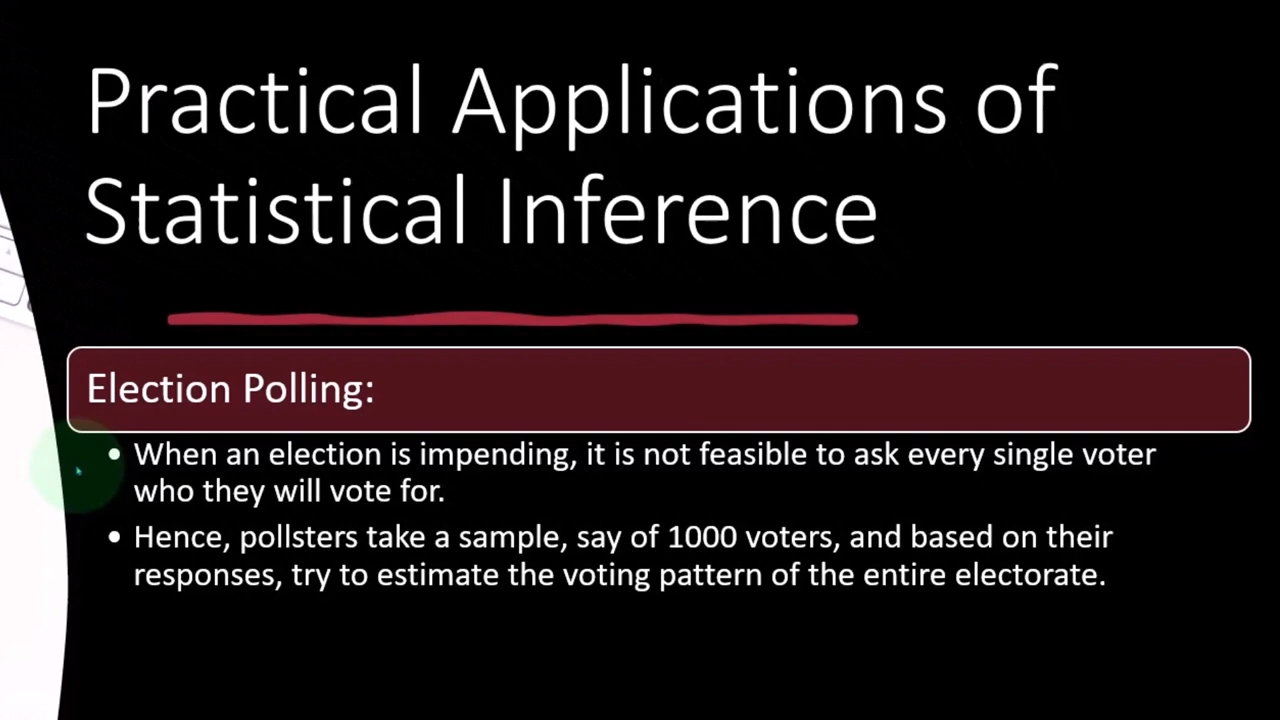 Practical Applications of
Statistical Inference
Election Polling:
• When an election is impending, it is not feasible to ask every single voter
who they will vote for.
• Hence, pollsters take a sample, say of 1000 voters, and based on their
responses, try to estimate the voting pattern of the entire electorate.